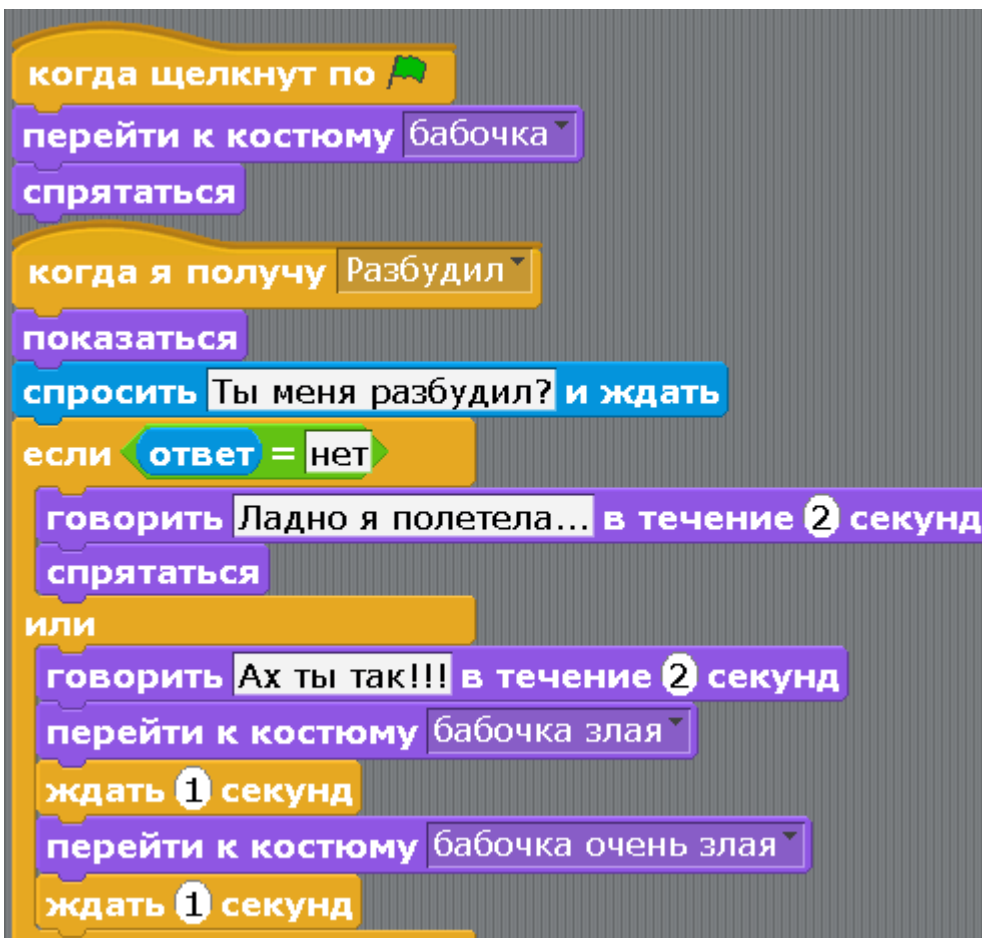 когда щелкнут по
перейти к костюму бабочка
спрятаться
когда я получу Разбудил
показаться
спросить Ты меня разбудил? и ждать
если ответ = нет
говорить Ладно я полетела... в течение 2 секунд
спрятаться
или
говорить Ах ты так!!! в течение 2 секунд
перейти к костюму бабочка злая
ждать 1 секунд
перейти к костюму бабочка очень злая
ждать 1 секунд